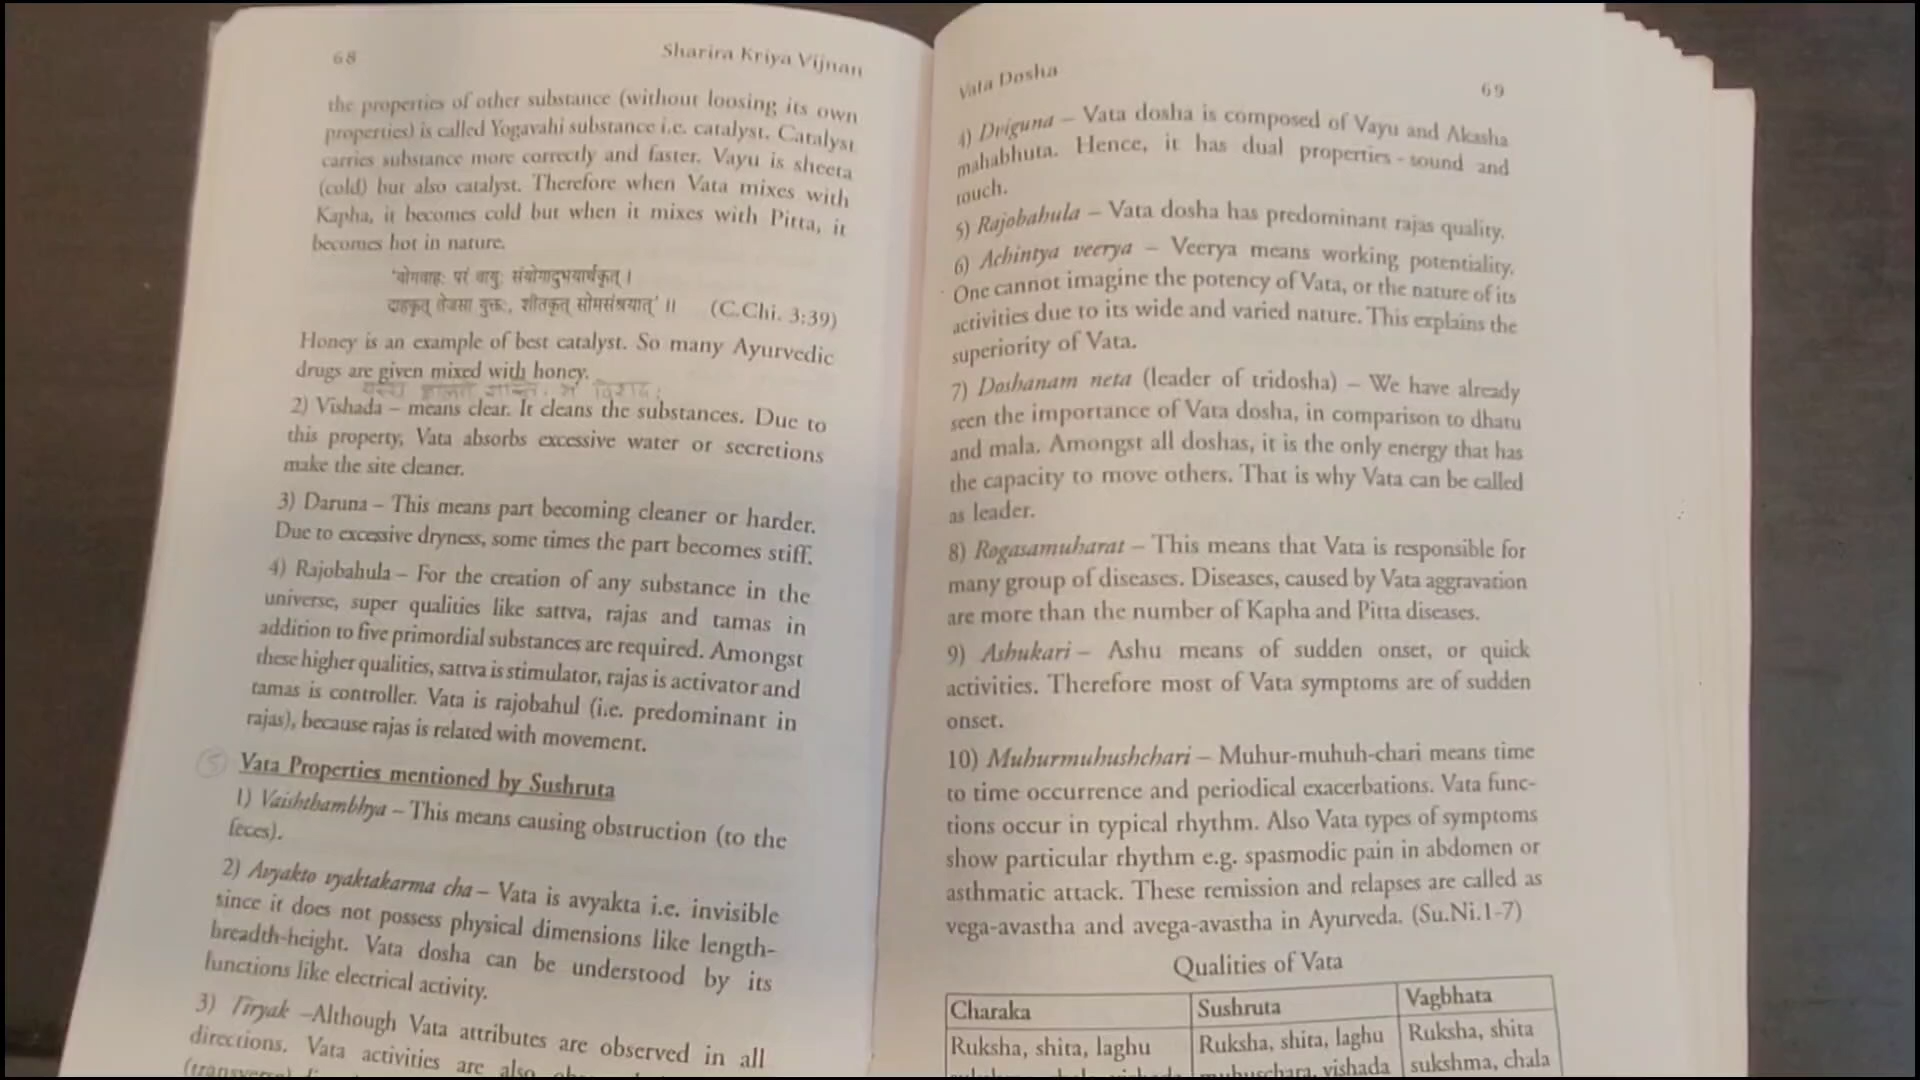 68
Sharira Kriya Vijnan
the properties of other substance (without loosing its own
properties) is called Yogavahi substance i.e. catalyst. Catalyst
carries substance more correctly and faster. Vayu is sheeta
(cold) but also catalyst. Therefore when Vata mixes with
Kapha, it becomes cold but when it mixes with Pitta, it
becomes hot in nature.
'योगवाहः परं वायुः संयोगादुभयार्थकृत् ।
दाहकृत् तेजसा युक्तः, शीतकृत् सोमसंश्रयात्' ॥ (C.Chi. 3:39)
Honey is an example of best catalyst. So many Ayurvedic
drugs are given mixed with honey.
2) Vishada – means clear. It cleans the substances. Due to
this property, Vata absorbs excessive water or secretions
make the site cleaner.
3) Daruna – This means part becoming cleaner or harder.
Due to excessive dryness, some times the part becomes stiff.
4) Rajobahula – For the creation of any substance in the
universe, super qualities like sattva, rajas and tamas in
addition to five primordial substances are required. Amongst
these higher qualities, sattva is stimulator, rajas is activator and
tamas is controller. Vata is rajobahul (i.e. predominant in
rajas), because rajas is related with movement.
5 Vata Properties mentioned by Sushruta
1) Vaishthambhya – This means causing obstruction (to the
feces).
2) Avyakto vyaktakarma cha – Vata is avyakta i.e. invisible
since it does not possess physical dimensions like length-
breadth-height. Vata dosha can be understood by its
functions like electrical activity.
3) Tiryak –Although Vata attributes are observed in all
directions. Vata activities are also
(transverse)
Vata Dosha
69
4) Dviguna – Vata dosha is composed of Vayu and Akasha
mahabhuta. Hence, it has dual properties - sound and
touch.
5) Rajobahula – Vata dosha has predominant rajas quality.
6) Achintya veerya – Veerya means working potentiality.
One cannot imagine the potency of Vata, or the nature of its
activities due to its wide and varied nature. This explains the
superiority of Vata.
7) Doshanam neta (leader of tridosha) – We have already
seen the importance of Vata dosha, in comparison to dhatu
and mala. Amongst all doshas, it is the only energy that has
the capacity to move others. That is why Vata can be called
as leader.
8) Rogasamuharat – This means that Vata is responsible for
many group of diseases. Diseases, caused by Vata aggravation
are more than the number of Kapha and Pitta diseases.
9) Ashukari – Ashu means of sudden onset, or quick
activities. Therefore most of Vata symptoms are of sudden
onset.
10) Muhurmuhushchari – Muhur-muhuh-chari means time
to time occurrence and periodical exacerbations. Vata func-
tions occur in typical rhythm. Also Vata types of symptoms
show particular rhythm e.g. spasmodic pain in abdomen or
asthmatic attack. These remission and relapses are called as
vega-avastha and avega-avastha in Ayurveda. (Su.Ni.1-7)
Qualities of Vata
Charaka Sushruta Vagbhata
Ruksha, shita, laghu Ruksha, shita, laghu Ruksha, shita
vishada sukshma, chala